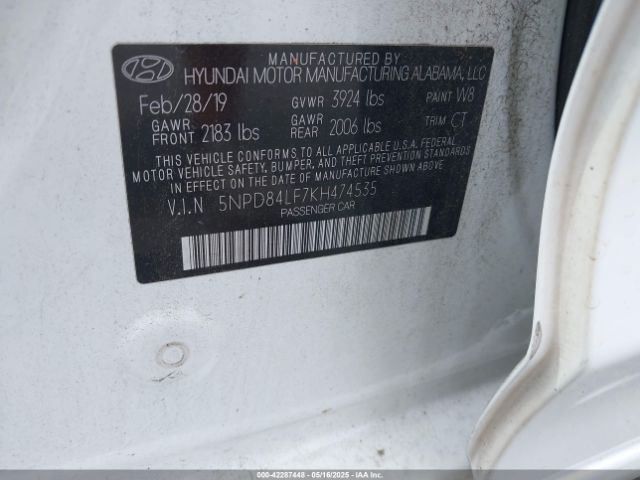 MANUFACTURED BY
HYUNDAI MOTOR MANUFACTURING ALABAMA, LLC
Feb/28/19 GVWR 3924 lbs PAINT W8
GAWR FRONT 2183 lbs GAWR REAR 2006 lbs TRIM CT
THIS VEHICLE CONFORMS TO ALL APPLICABLE U.S.A. FEDERAL
MOTOR VEHICLE SAFETY, BUMPER, AND THEFT PREVENTION
STANDARDS IN EFFECT ON THE DATE OF MANUFACTURE SHOWN ABOVE.
V.I.N 5NPD84LF7KH474535
PASSENGER CAR
000-42287448 - 05/16/2025 - IAAI.COM